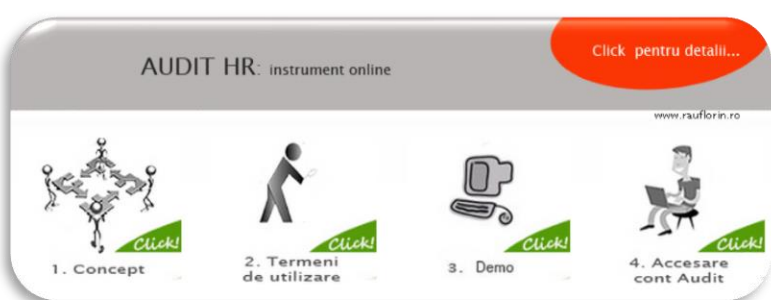 Click pentru detalii...
AUDIT HR: instrument online
www.rauflorin.ro
Click!
Click!
Click!
Click!
1. Concept
2. Termeni
de utilizare
3. Demo
4. Accesare
cont Audit